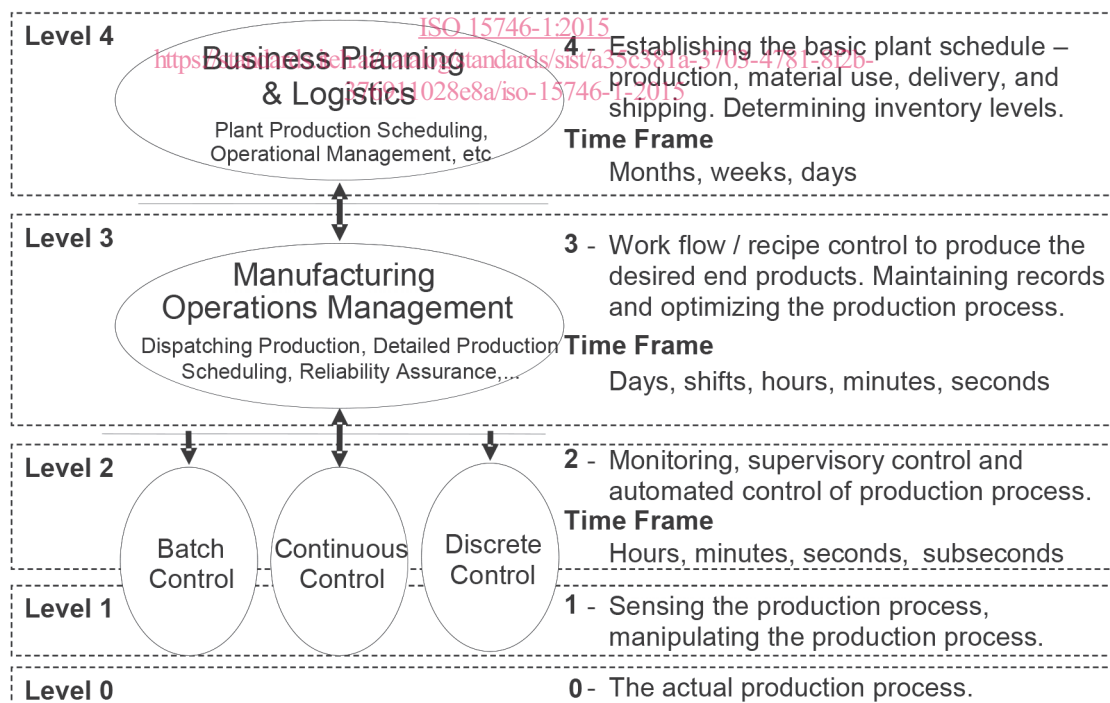 Level 4
Business Planning
& Logistics
Plant Production Scheduling,
Operational Management, etc
ISO 15746-1:2015
4 - Establishing the basic plant schedule –
production, material use, delivery, and
shipping. Determining inventory levels.
Time Frame
Months, weeks, days
Level 3
Manufacturing
Operations Management
Dispatching Production, Detailed Production
Scheduling, Reliability Assurance,...
3 - Work flow / recipe control to produce the
desired end products. Maintaining records
and optimizing the production process.
Time Frame
Days, shifts, hours, minutes, seconds
Level 2
Batch
Control
Continuous
Control
Discrete
Control
2 - Monitoring, supervisory control and
automated control of production process.
Time Frame
Hours, minutes, seconds, subseconds
Level 1
1 - Sensing the production process,
manipulating the production process.
Level 0
0 - The actual production process.